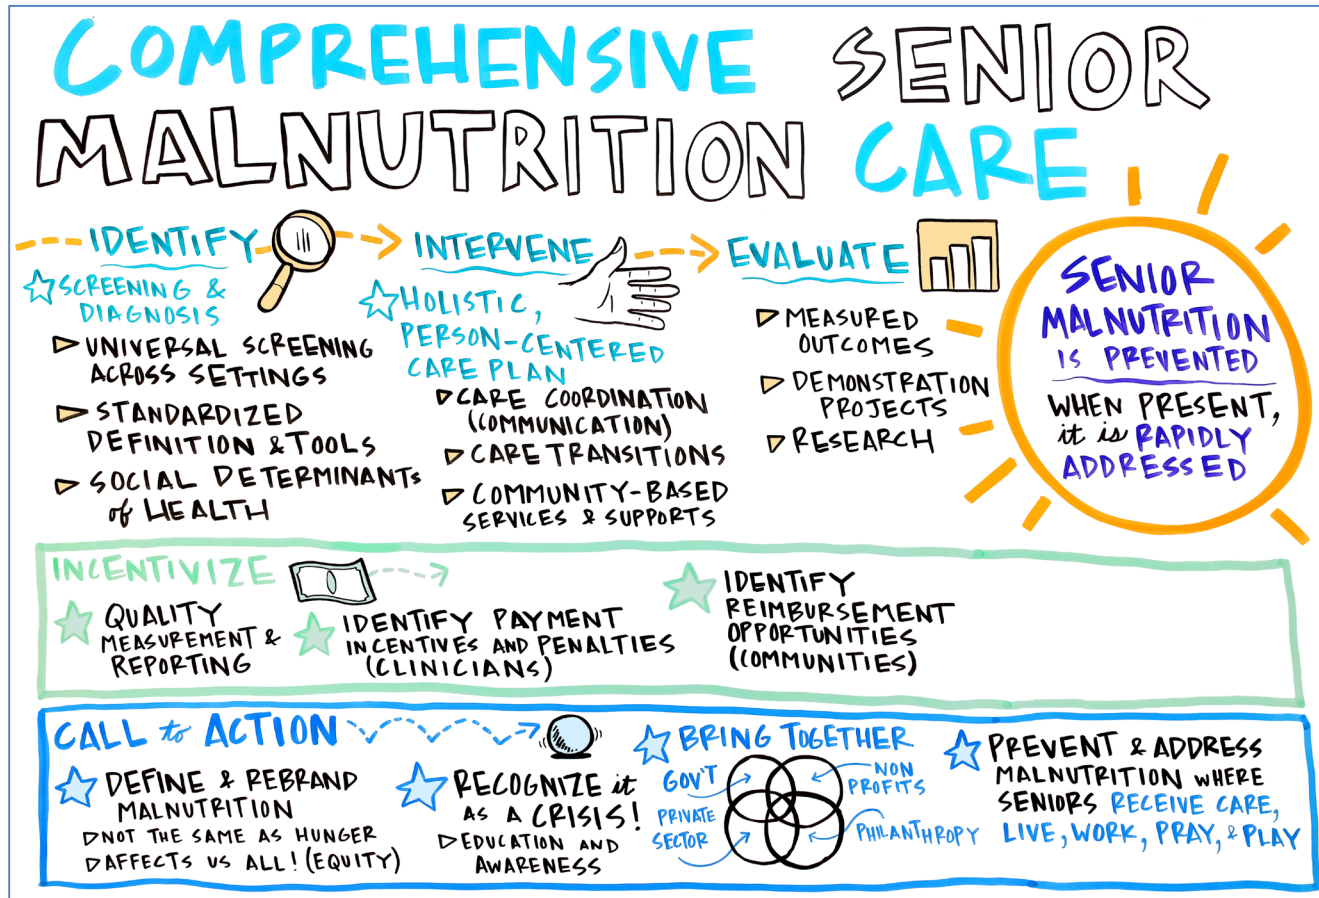 COMPREHENSIVE SENIOR
MALNUTRITION CARE
IDENTIFY
SCREENING &
DIAGNOSIS
UNIVERSAL SCREENING
ACROSS SETTINGS
STANDARDIZED
DEFINITION & TOOLS
SOCIAL DETERMINANTS
of HEALTH
INTERVENE
HOLISTIC,
PERSON-CENTERED
CARE PLAN
CARE COORDINATION
(COMMUNICATION)
CARE TRANSITIONS
COMMUNITY-BASED
SERVICES & SUPPORTS
EVALUATE
MEASURED
OUTCOMES
DEMONSTRATION
PROJECTS
RESEARCH
SENIOR
MALNUTRITION
IS PREVENTED
WHEN PRESENT,
it is RAPIDLY
ADDRESSED
INCENTIVIZE
QUALITY
MEASUREMENT &
REPORTING
IDENTIFY PAYMENT
INCENTIVES AND PENALTIES
(CLINICIANS)
IDENTIFY
REIMBURSEMENT
OPPORTUNITIES
(COMMUNITIES)
CALL to ACTION
DEFINE & REBRAND
MALNUTRITION
NOT THE SAME AS HUNGER
AFFECTS US ALL! (EQUITY)
RECOGNIZE it
AS A CRISIS!
EDUCATION AND
AWARENESS
BRING TOGETHER
GOV'T
NON
PROFITS
PRIVATE
SECTOR
PHILANTHROPY
PREVENT & ADDRESS
MALNUTRITION WHERE
SENIORS RECEIVE CARE,
LIVE, WORK, PRAY, & PLAY